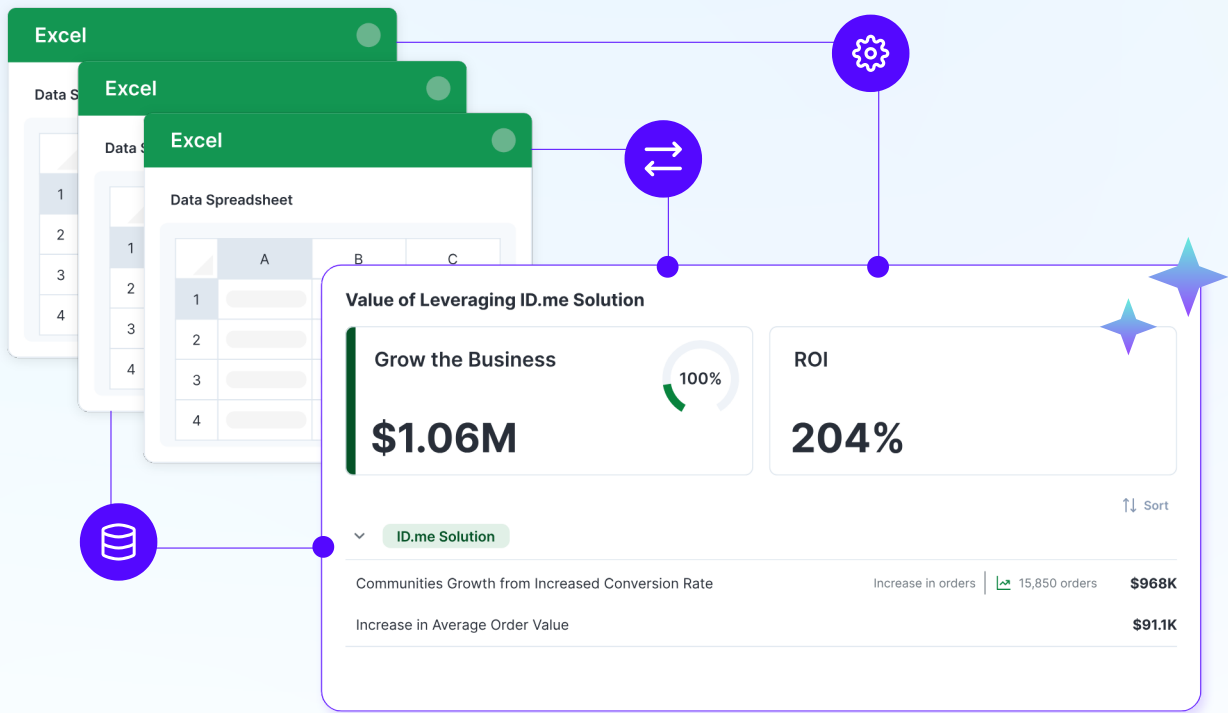 Excel
Data S
1
2
3
4
Excel
Data S
1
2
3
4
Excel
Data Spreadsheet
A B C
1
2
3
4
Value of Leveraging ID.me Solution
Grow the Business
100%
$1.06M
ROI
204%
Sort
ID.me Solution
Communities Growth from Increased Conversion Rate Increase in orders 15,850 orders $968K
Increase in Average Order Value $91.1K